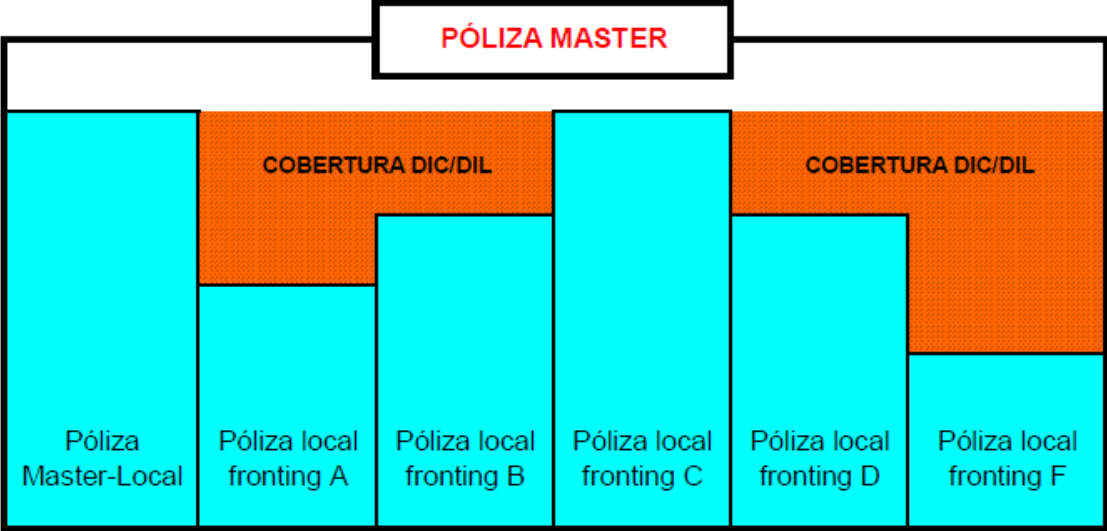 PÓLIZA MASTER
COBERTURA DIC/DIL
COBERTURA DIC/DIL
Póliza
Master-Local
Póliza local
fronting A
Póliza local
fronting B
Póliza local
fronting C
Póliza local
fronting D
Póliza local
fronting F